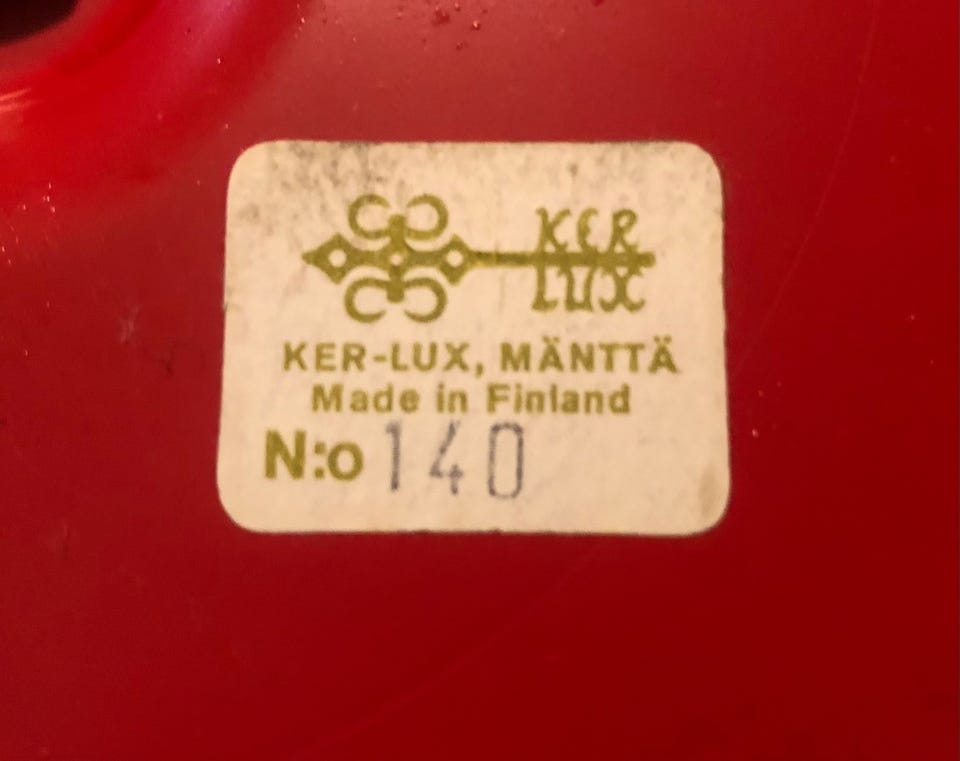 KER
LUX
KER-LUX, MÄNTTÄ
Made in Finland
N:o 140